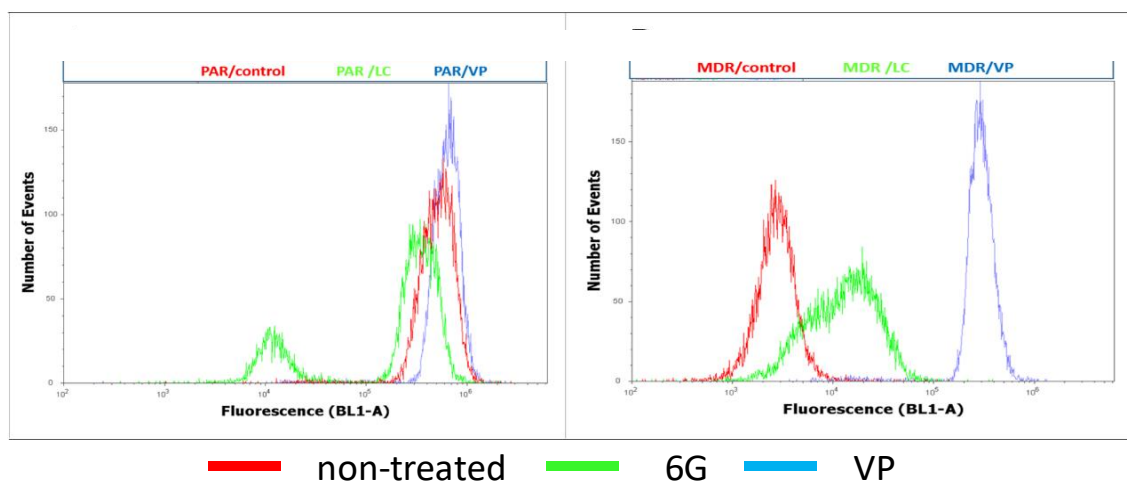 PAR/control PAR /LC PAR/VP
MDR/control MDR /LC MDR/VP
Number of Events
150
100
50
0
10² 10³ 10⁴ 10⁵ 10⁶
Fluorescence (BL1-A)
Number of Events
150
100
50
0
10² 10³ 10⁴ 10⁵ 10⁶
Fluorescence (BL1-A)
non-treated 6G VP